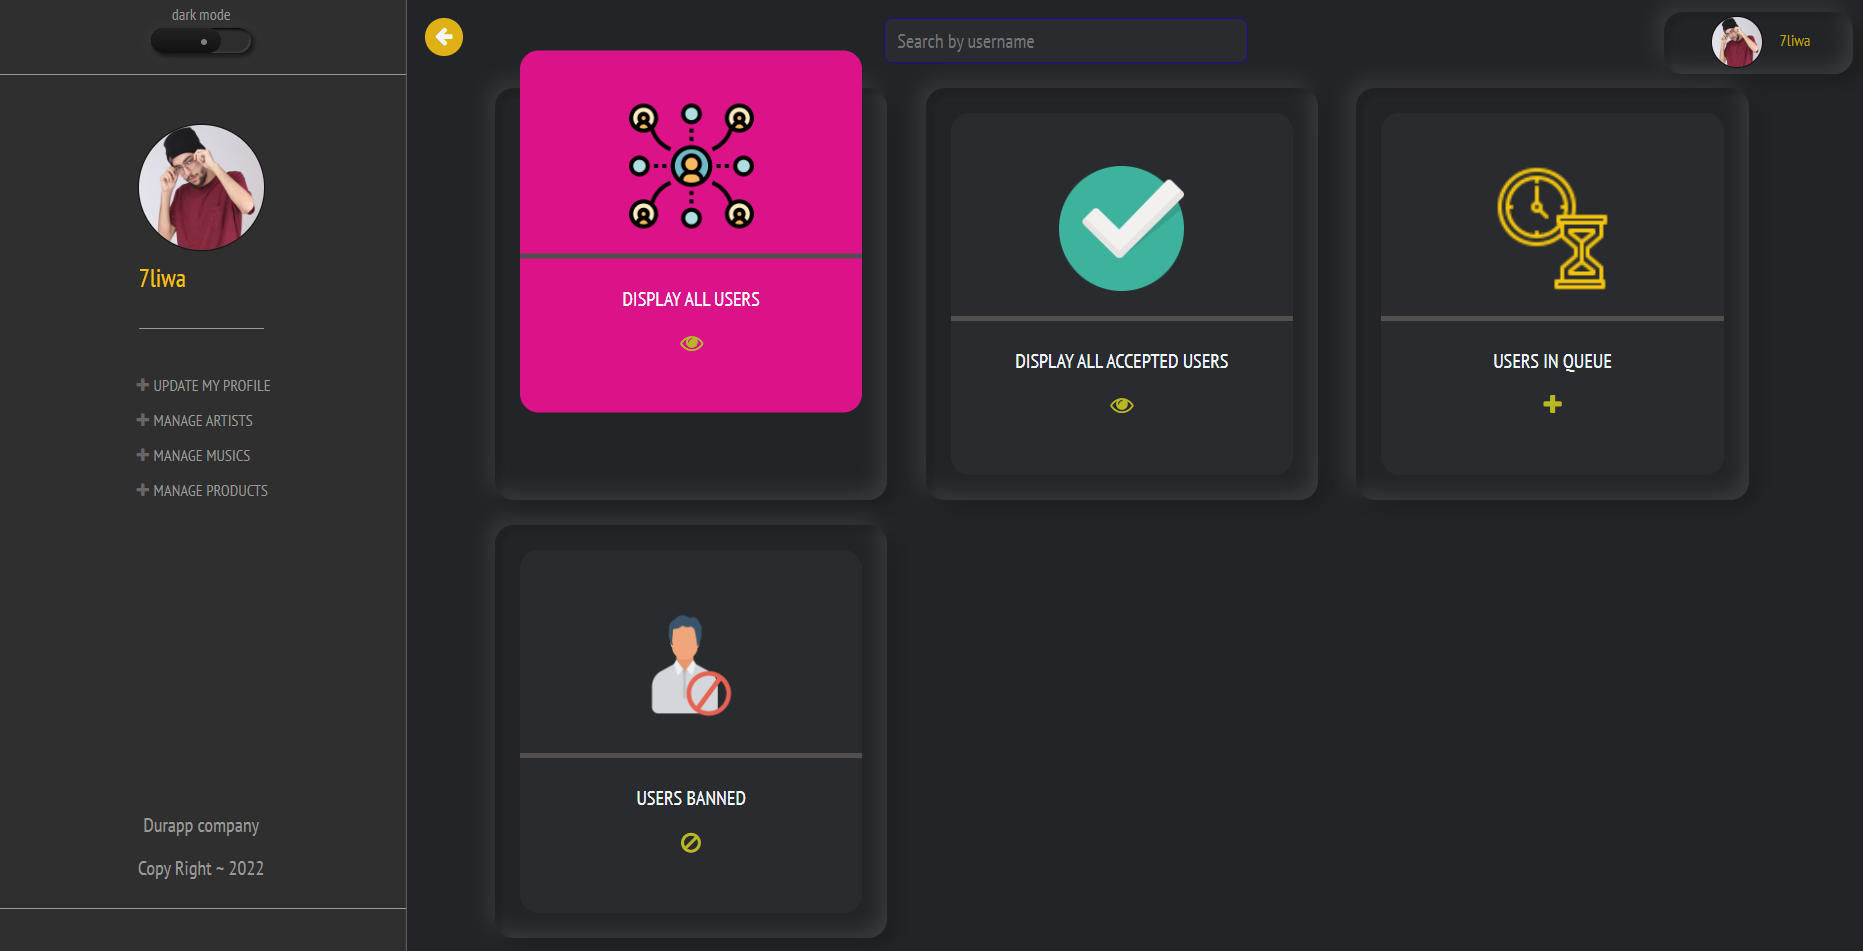 dark mode
7liwa
UPDATE MY PROFILE
MANAGE ARTISTS
MANAGE MUSICS
MANAGE PRODUCTS
Durapp company
Copy Right ~ 2022
Search by username
7liwa
DISPLAY ALL USERS
DISPLAY ALL ACCEPTED USERS
USERS IN QUEUE
USERS BANNED